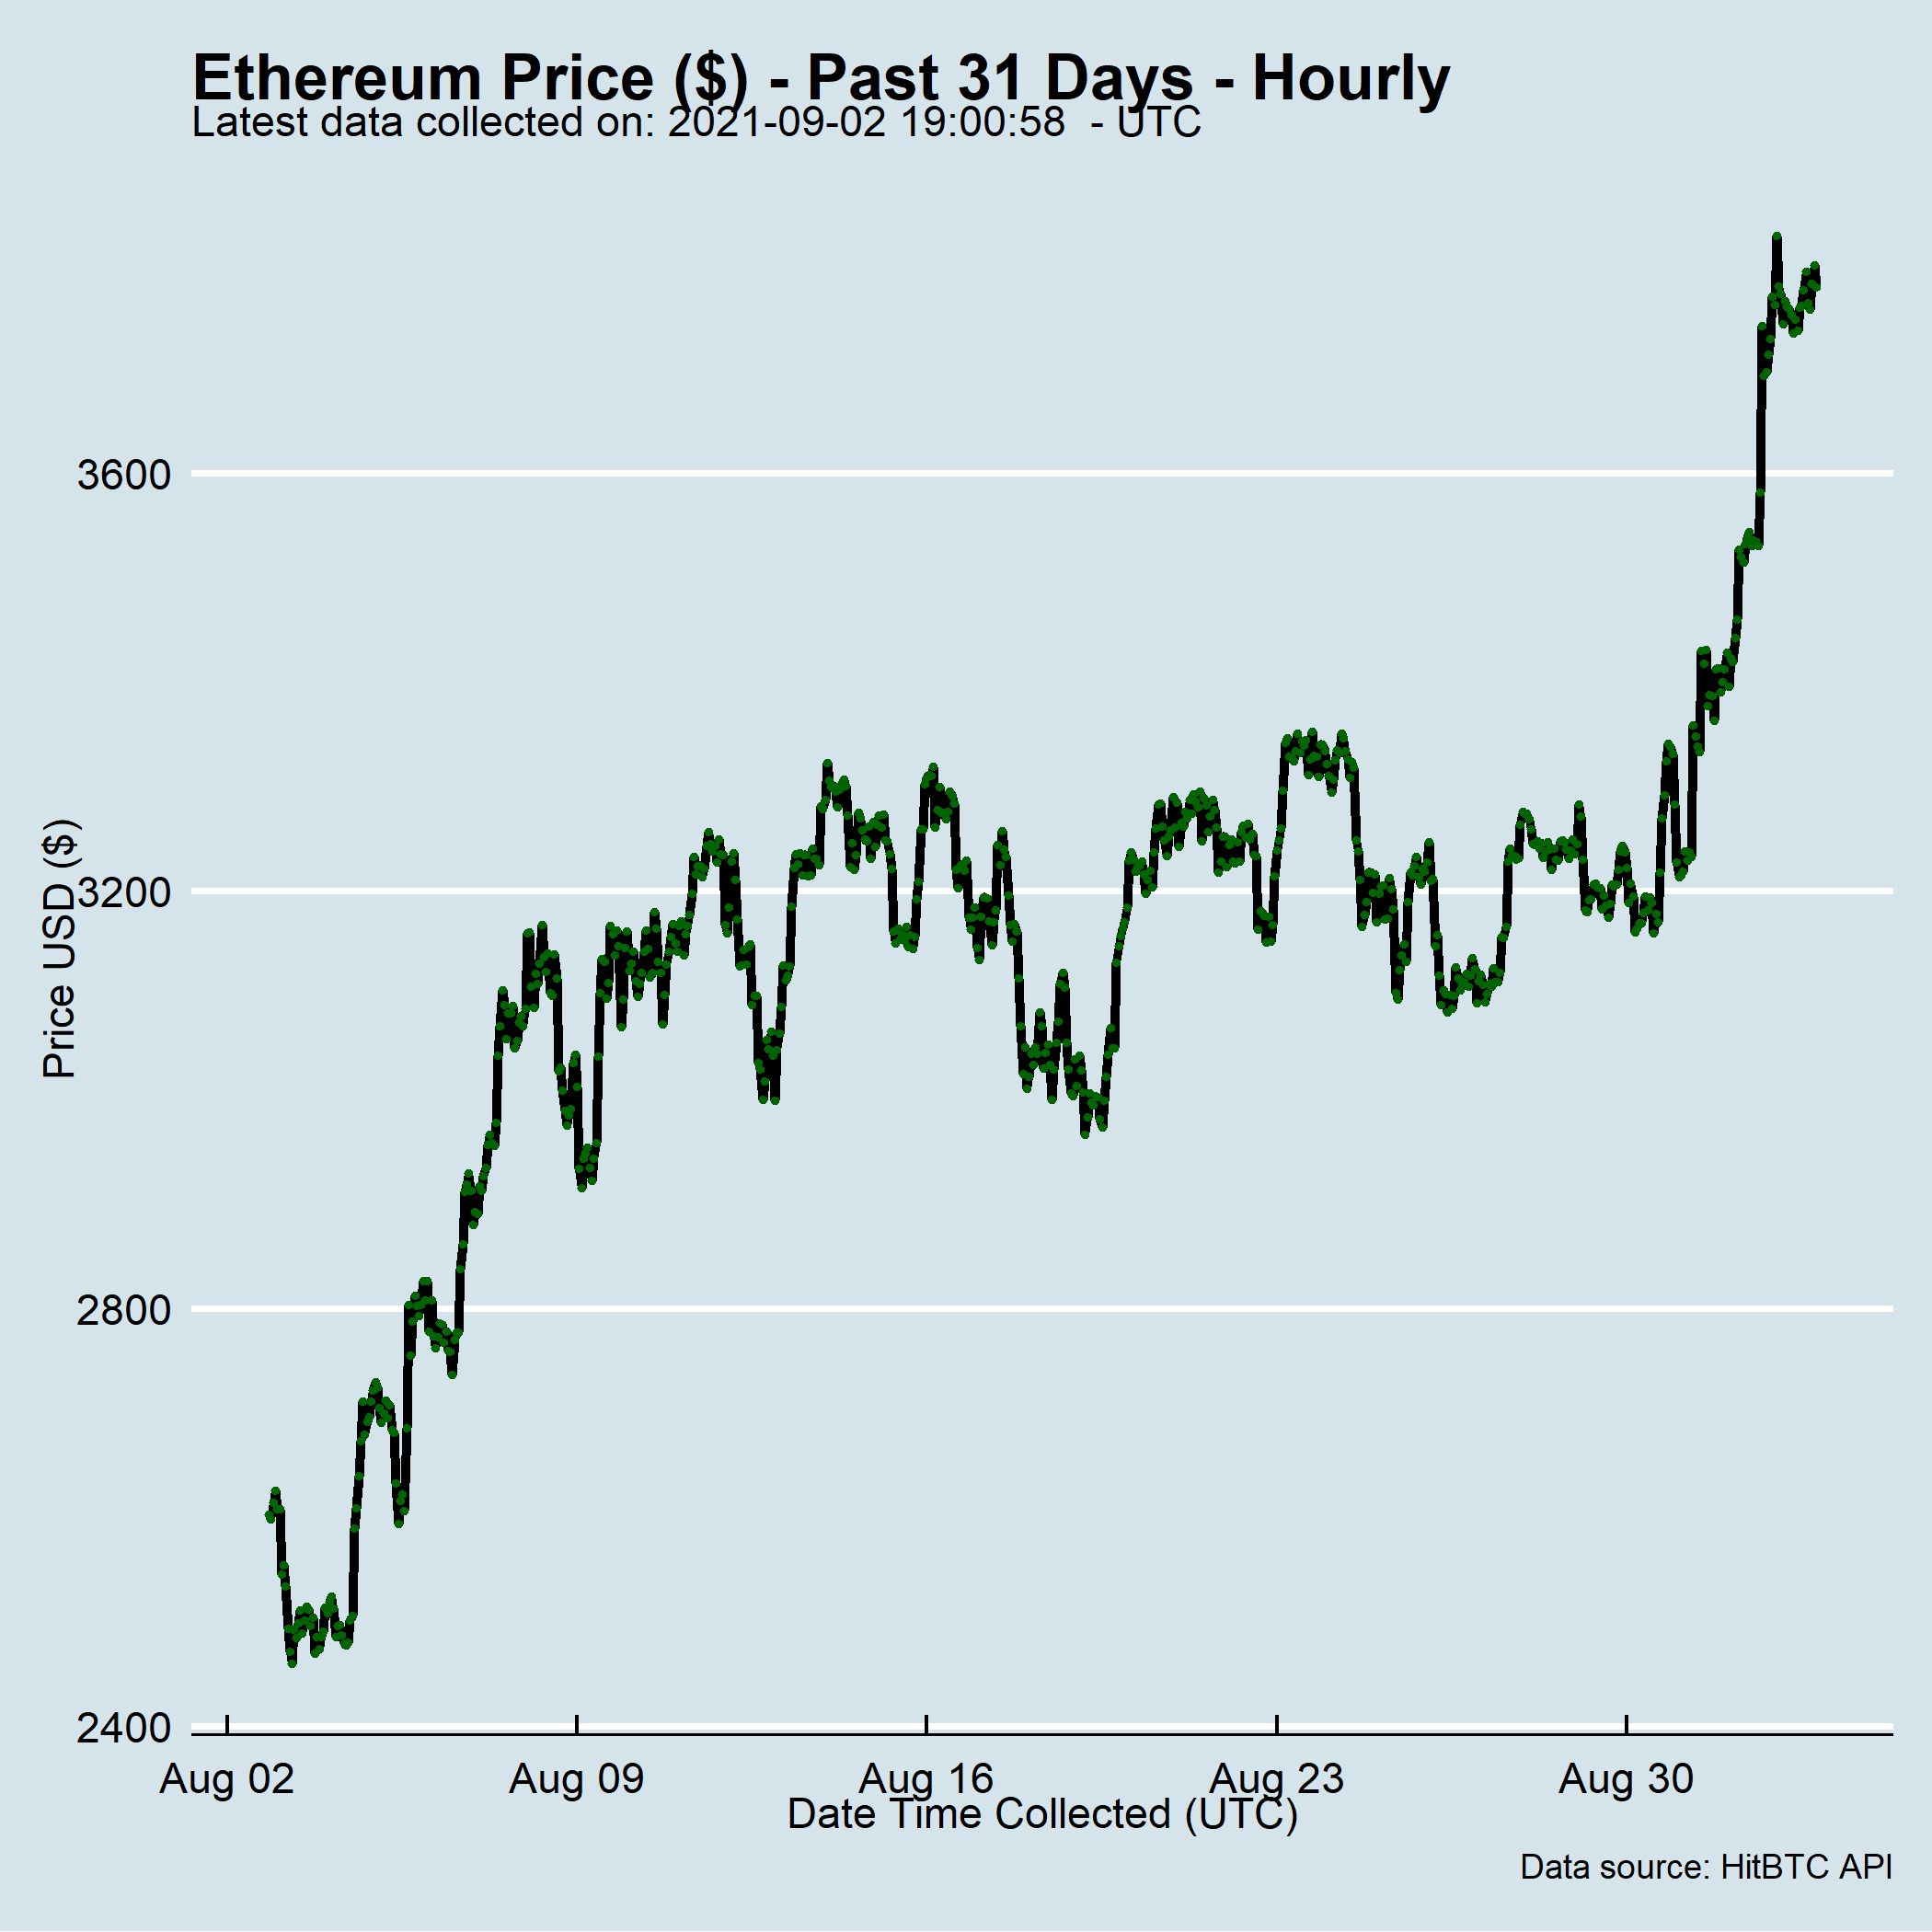 Ethereum Price ($) - Past 31 Days - Hourly
Latest data collected on: 2021-09-02 19:00:58  - UTC
3600
3200
2800
2400
Price USD ($)
Aug 02 Aug 09 Aug 16 Aug 23 Aug 30
Date Time Collected (UTC)
Data source: HitBTC API